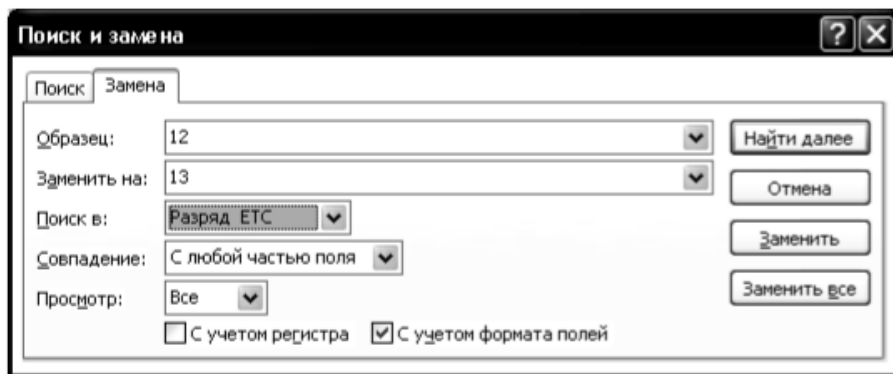 Поиск и замена
Поиск Замена
Образец: 12 Найти далее
Заменить на: 13 Отмена
Поиск в: Разряд ЕТС Заменить
Совпадение: С любой частью поля
Просмотр: Все Заменить все
С учетом регистра С учетом формата полей